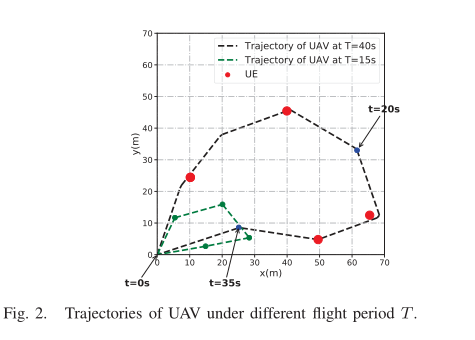 70
60
50
40
30
20
10
0
y(m)
Trajectory of UAV at T=40s
Trajectory of UAV at T=15s
UE
t=20s
0 10 20 30 40 50 60 70
x(m)
t=0s
t=35s
Fig. 2. Trajectories of UAV under different flight period T.